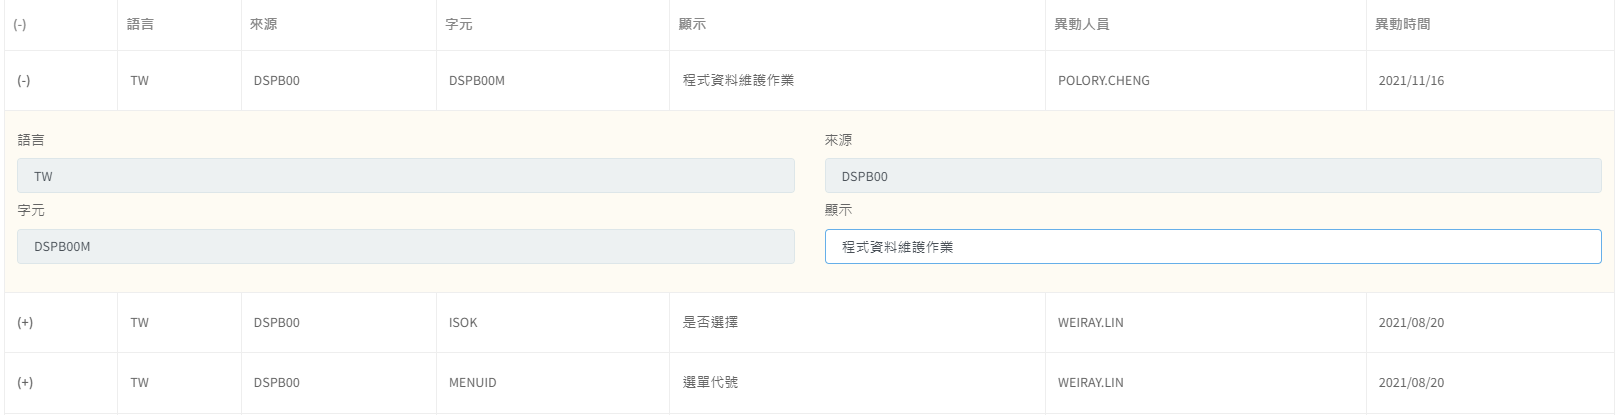 (-) 語言 來源 字元 顯示 異動人員 異動時間
(-) TW DSPB00 DSPB00M 程式資料維護作業 POLORY.CHENG 2021/11/16
語言 來源
TW DSPB00
字元 顯示
DSPB00M 程式資料維護作業
(+) TW DSPB00 ISOK 是否選擇 WEIRAY.LIN 2021/08/20
(+) TW DSPB00 MENUID 選單代號 WEIRAY.LIN 2021/08/20